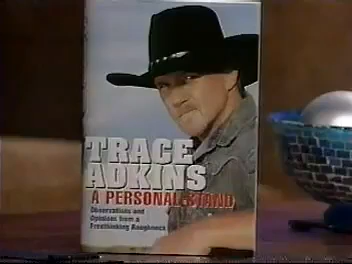 TRACE
ADKINS
A PERSONAL STAND
Observations and
Opinions from a
Freethinking Roughneck